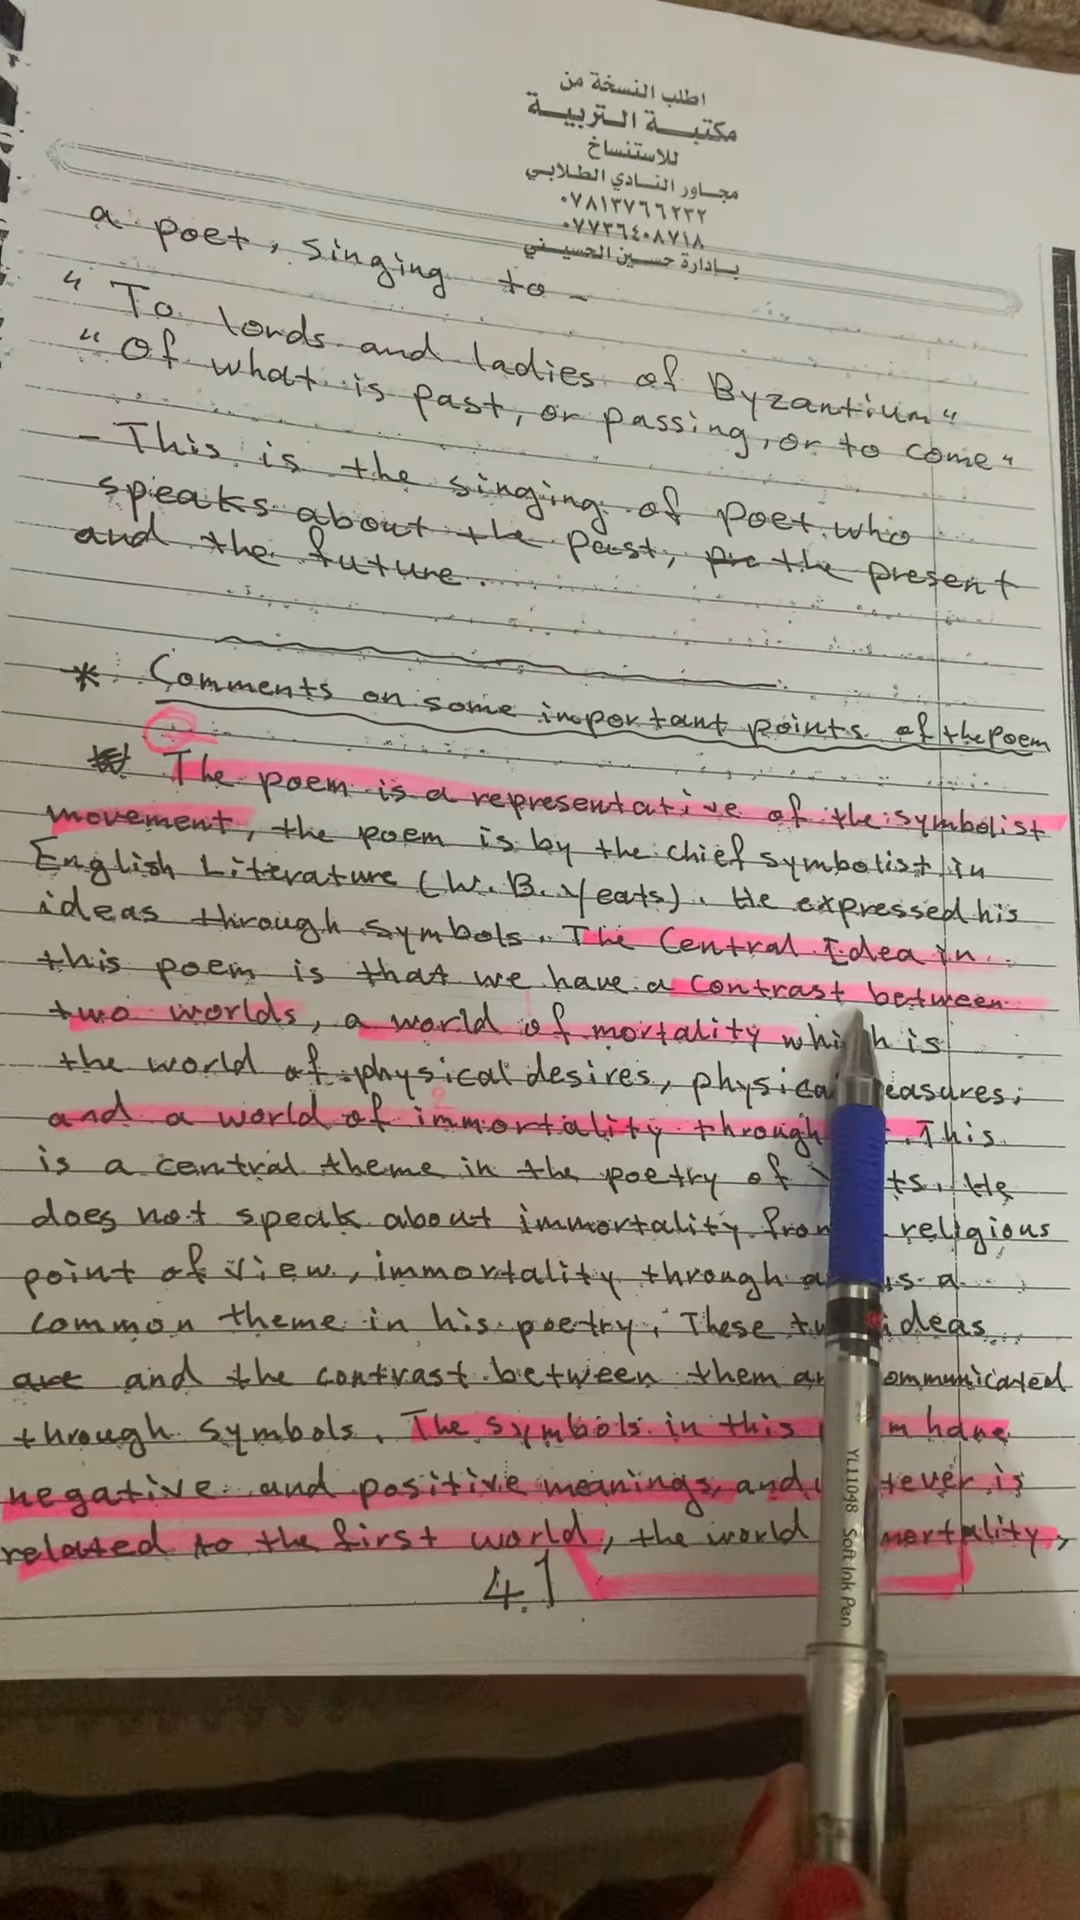 اطلب النسخة من
مكتبة التربية
للاستنساخ
مجاور النادي الطلابي
٠٧٨١٣٧٦٦٢٣٢
٠٧٧٣٦٤٠٨٧١٨
بإدارة حسين الحسيني
a poet, singing to -
" To lords and ladies of Byzantium "
" Of what is past, or passing, or to come "
- This is the singing of poet who
speaks about the past, the present
and the future.
* Comments on some important points of the poem
The poem is a representative of the symbolist
movement, the poem is by the chief symbolist in
English Literature (W. B. Yeats). He expressed his
ideas through symbols. The Central Idea in
this poem is that we have a contrast between
two worlds, a world of mortality which is
the world of physical desires, physical
and a world of immortality through . This
is a central theme in the poetry of . He
does not speak about immortality from religious
point of view, immortality through is a
common theme in his poetry. These ideas
are and the contrast between them communicated
through symbols. The symbols in this have
negative and positive meanings, and is
related to the first world, the world mortality,
41
YL11048 Soft Ink Pen